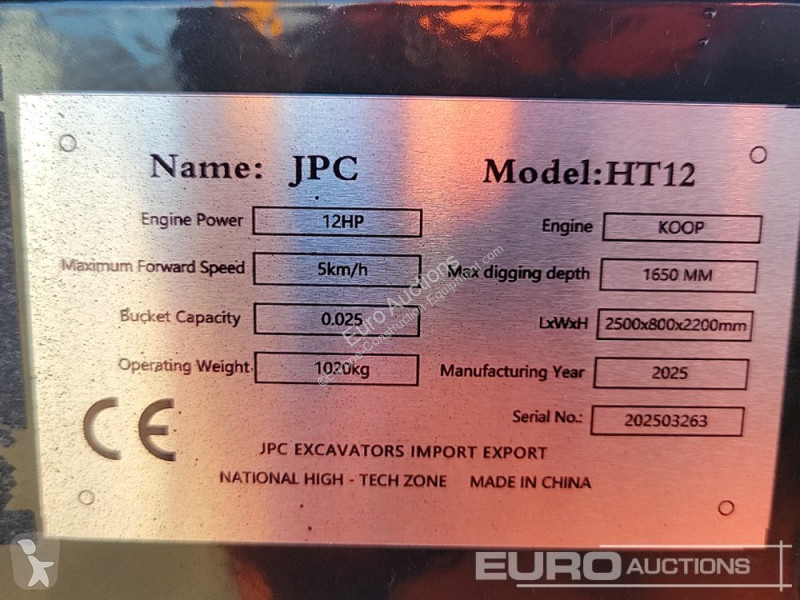 Name: JPC Model:HT12
Engine Power 12HP Engine KOOP
Maximum Forward Speed 5km/h Max digging depth 1650 MM
Bucket Capacity 0.025 LxWxH 2500x800x2200mm
Operating Weight 1020kg Manufacturing Year 2025
Serial No.: 202503263
CE
JPC EXCAVATORS IMPORT EXPORT
NATIONAL HIGH - TECH ZONE MADE IN CHINA
Euro Auctions
EURO AUCTIONS